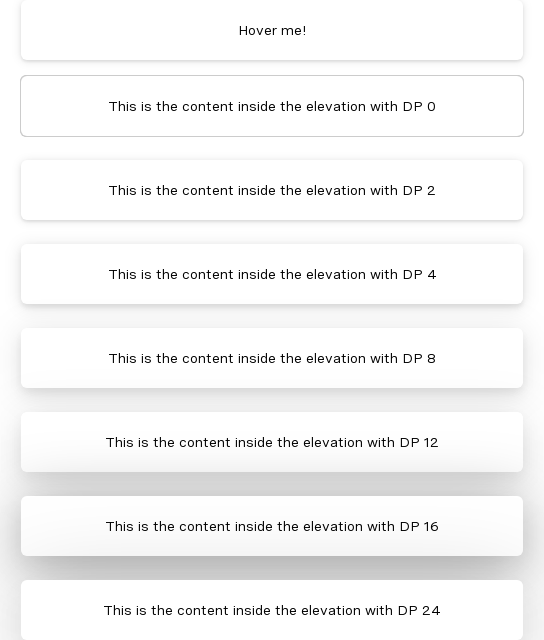 Hover me!
This is the content inside the elevation with DP 0
This is the content inside the elevation with DP 2
This is the content inside the elevation with DP 4
This is the content inside the elevation with DP 8
This is the content inside the elevation with DP 12
This is the content inside the elevation with DP 16
This is the content inside the elevation with DP 24